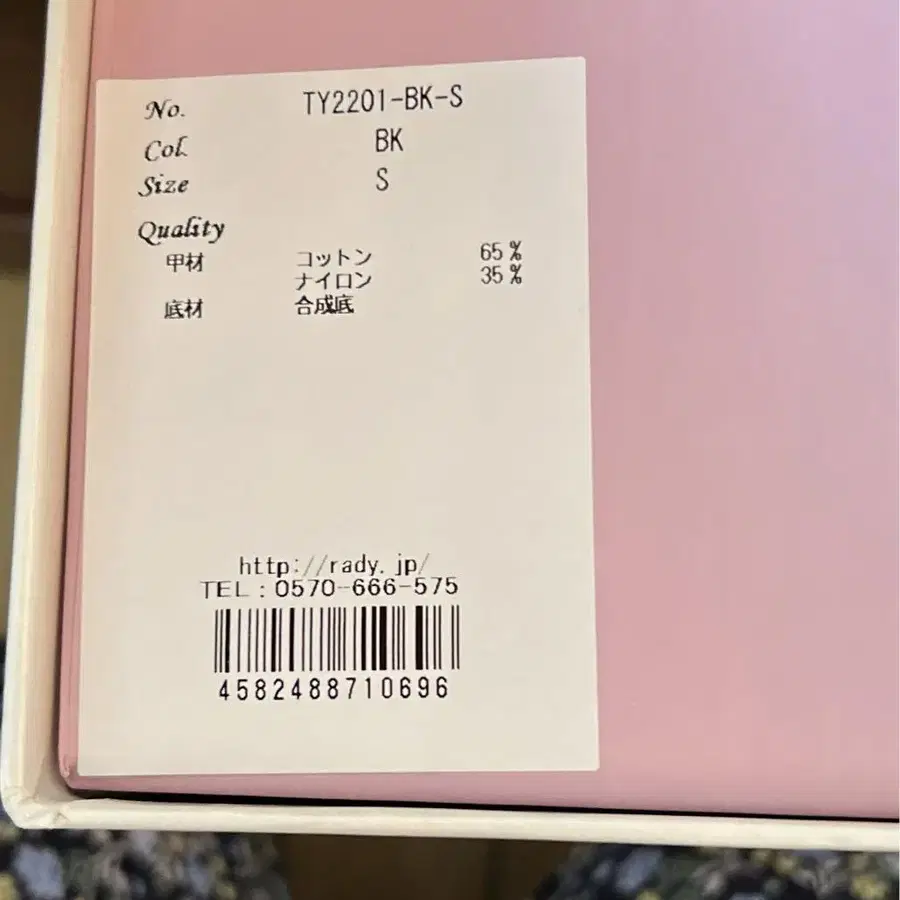 No. TY2201-BK-S
Col. BK
Size S
Quality
甲材 コットン 65%
ナイロン 35%
底材 合成底
http://rady.jp/
TEL:0570-666-575
4582488710696